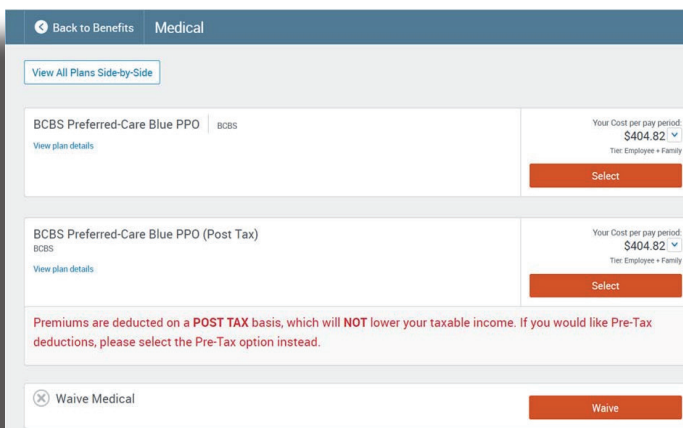 Back to Benefits
Medical
View All Plans Side-by-Side
BCBS Preferred-Care Blue PPO
BCBS
View plan details
Your Cost per pay period:
$404.82
Tier: Employee + Family
Select
BCBS Preferred-Care Blue PPO (Post Tax)
BCBS
View plan details
Your Cost per pay period:
$404.82
Tier: Employee + Family
Select
Premiums are deducted on a POST TAX basis, which will NOT lower your taxable income. If you would like Pre-Tax
deductions, please select the Pre-Tax option instead.
Waive Medical
Waive